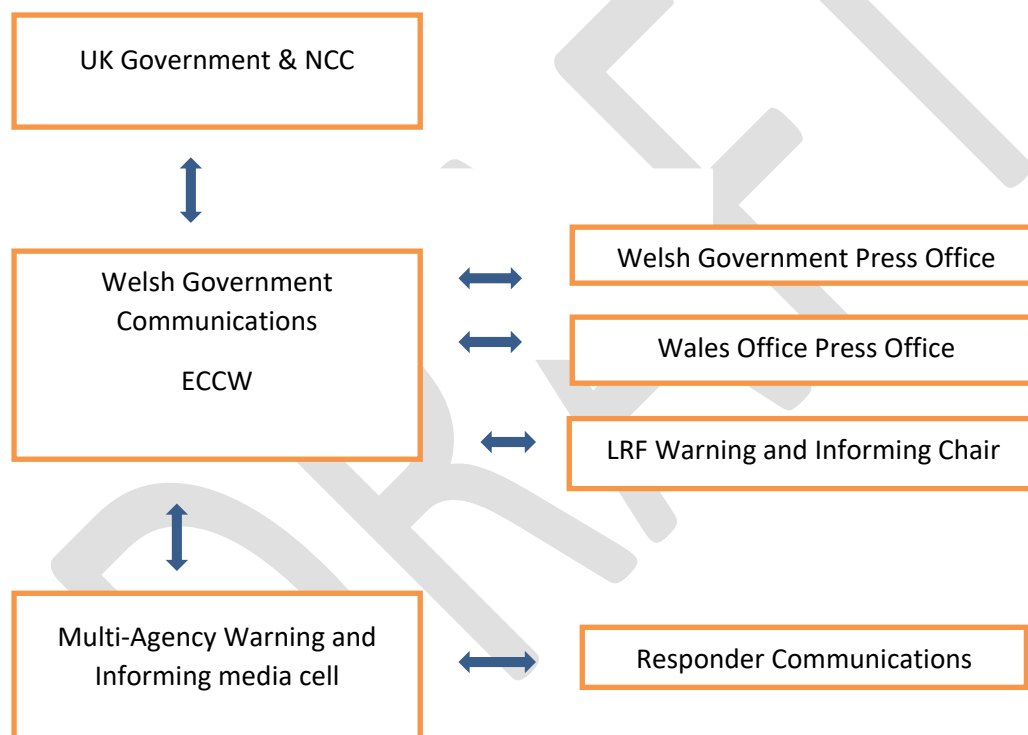 UK Government & NCC
Welsh Government
Communications
ECCW
Welsh Government Press Office
Wales Office Press Office
LRF Warning and Informing Chair
Multi-Agency Warning and
Informing media cell
Responder Communications
DRAFT